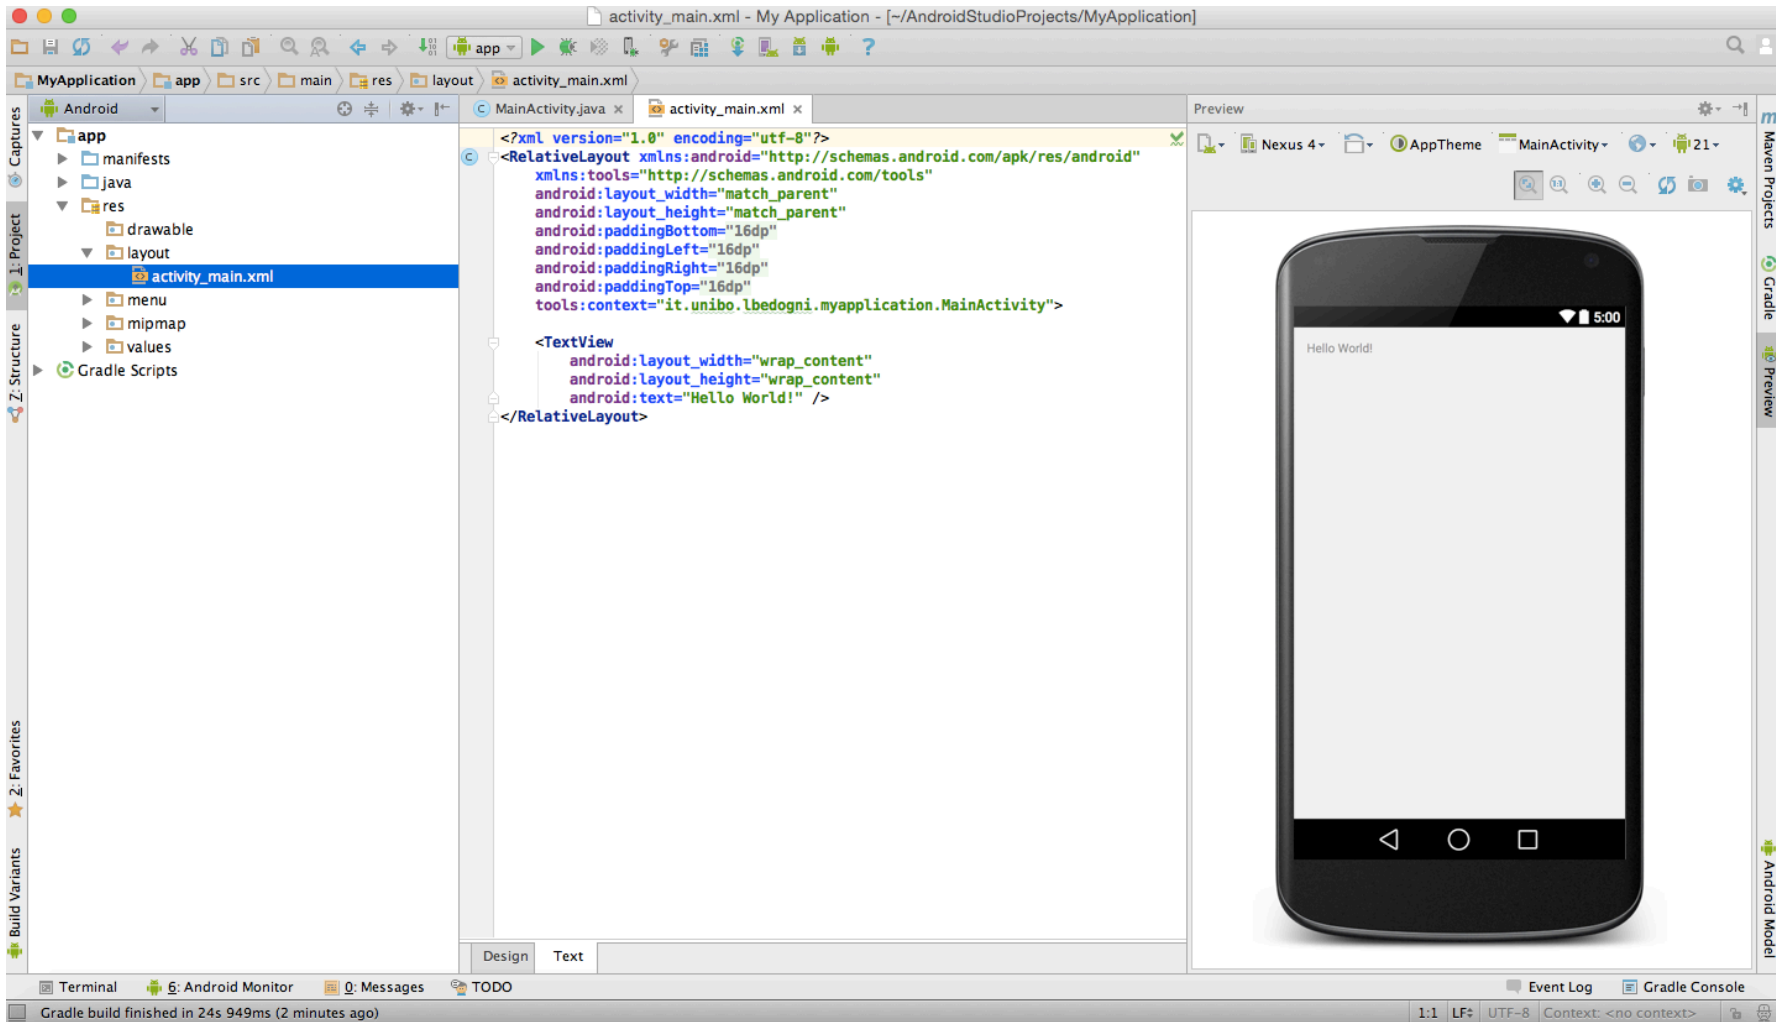 activity_main.xml - My Application - [~/AndroidStudioProjects/MyApplication]
app
?
MyApplication app src main res layout activity_main.xml
Android
MainActivity.java × activity_main.xml ×
Preview
Captures
1: Project
Z: Structure
2: Favorites
Build Variants
app
manifests
java
res
drawable
layout
activity_main.xml
menu
mipmap
values
Gradle Scripts
<?xml version="1.0" encoding="utf-8"?>
<RelativeLayout xmlns:android="http://schemas.android.com/apk/res/android"
xmlns:tools="http://schemas.android.com/tools"
android:layout_width="match_parent"
android:layout_height="match_parent"
android:paddingBottom="16dp"
android:paddingLeft="16dp"
android:paddingRight="16dp"
android:paddingTop="16dp"
tools:context="it.unibo.lbedogni.myapplication.MainActivity">
<TextView
android:layout_width="wrap_content"
android:layout_height="wrap_content"
android:text="Hello World!" />
</RelativeLayout>
Design Text
Nexus 4 AppTheme MainActivity 21
1:1
5:00
Hello World!
m Maven Projects
Gradle
Preview
Android Model
Terminal 6: Android Monitor 0: Messages TODO
Event Log Gradle Console
Gradle build finished in 24s 949ms (2 minutes ago)
1:1 LF UTF-8 Context: <no context>